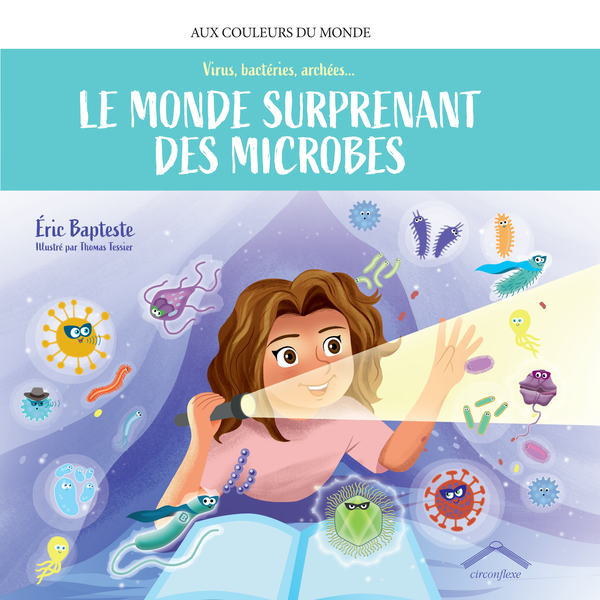 AUX COULEURS DU MONDE
Virus, bactéries, archées...
LE MONDE SURPRENANT
DES MICROBES
Éric Bapteste
Illustré par Thomas Tessier
B
circonflexe